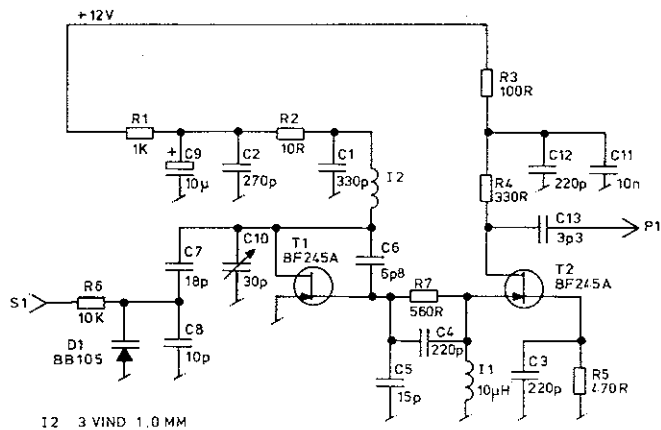 +12V
R3
100R
R1
1K
R2
10R
+
C9
10μ
C2
270p
C1
330p
I2
C12
220p
C11
10n
R4
330R
C13
3p3
P1
C7
18p
C10
30p
T1
BF245A
C6
6p8
T2
BF245A
S1
R6
10K
R7
560R
D1
BB105
C8
10p
C4
220p
C5
15p
I1
10μH
C3
220p
R5
470R
I2 3 VIND 1,0 MM